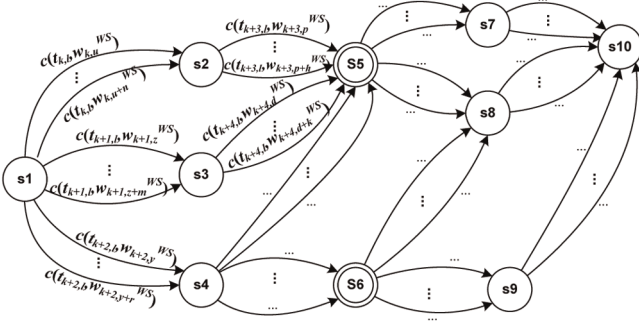 c(t_{k,b} w_{k,u}^{WS})
⋮
c(t_{k,b} w_{k,u+n}^{WS})
c(t_{k+1,b} w_{k+1,z}^{WS})
⋮
c(t_{k+1,b} w_{k+1,z+m}^{WS})
c(t_{k+2,b} w_{k+2,y}^{WS})
⋮
c(t_{k+2,b} w_{k+2,y+r}^{WS})
s1
s2
s3
s4
c(t_{k+3,b} w_{k+3,p}^{WS})
⋮
c(t_{k+3,b} w_{k+3,p+h}^{WS})
c(t_{k+4,b} w_{k+4,d}^{WS})
⋮
c(t_{k+4,b} w_{k+4,d+k}^{WS})
...
⋮
...
...
⋮
...
S5
S6
...
⋮
...
...
⋮
...
...
⋮
...
...
⋮
...
s7
s8
s9
...
⋮
...
...
⋮
...
...
⋮
...
s10